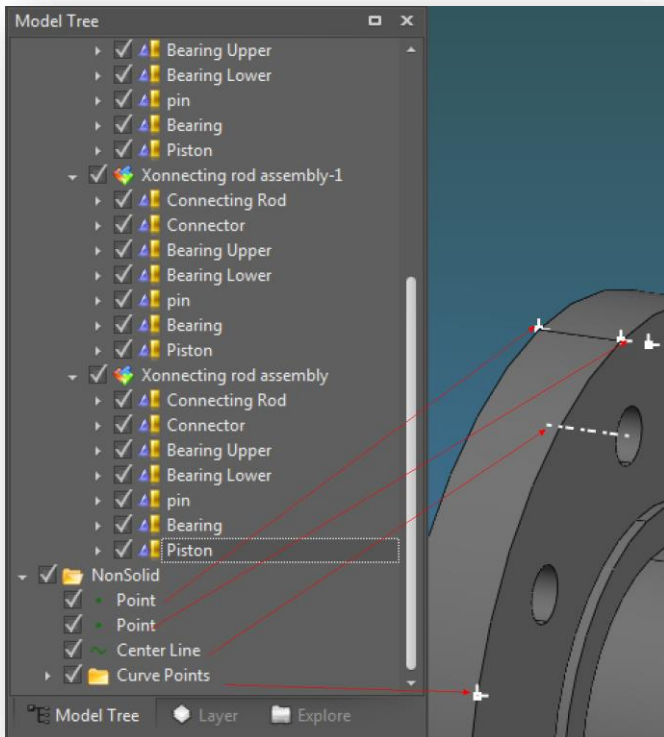 Model Tree
Bearing Upper
Bearing Lower
pin
Bearing
Piston
Xonnecting rod assembly-1
Connecting Rod
Connector
Bearing Upper
Bearing Lower
pin
Bearing
Piston
Xonnecting rod assembly
Connecting Rod
Connector
Bearing Upper
Bearing Lower
pin
Bearing
Piston
NonSolid
Point
Point
Center Line
Curve Points
Model Tree Layer Explore